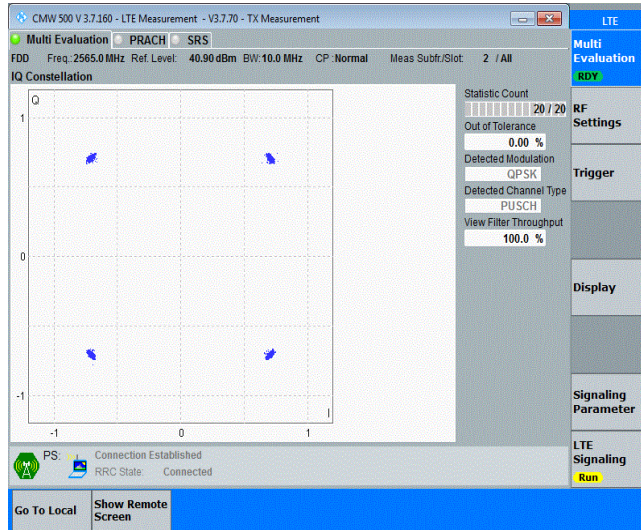 CMW 500 V 3.7.160 - LTE Measurement - V3.7.70 - TX Measurement
LTE
Multi Evaluation PRACH SRS
FDD Freq.:2565.0 MHz Ref. Level: 40.90 dBm BW:10.0 MHz CP :Normal Meas Subfr./Slot: 2 / All
IQ Constellation
Q
1
0
-1
-1 0 1
I
Statistic Count
20 / 20
Out of Tolerance
0.00 %
Detected Modulation
QPSK
Detected Channel Type
PUSCH
View Filter Throughput
100.0 %
Multi
Evaluation
RDY
RF
Settings
Trigger
Display
Signaling
Parameter
LTE
Signaling
Run
PS: Connection Established
RRC State: Connected
Go To Local
Show Remote
Screen